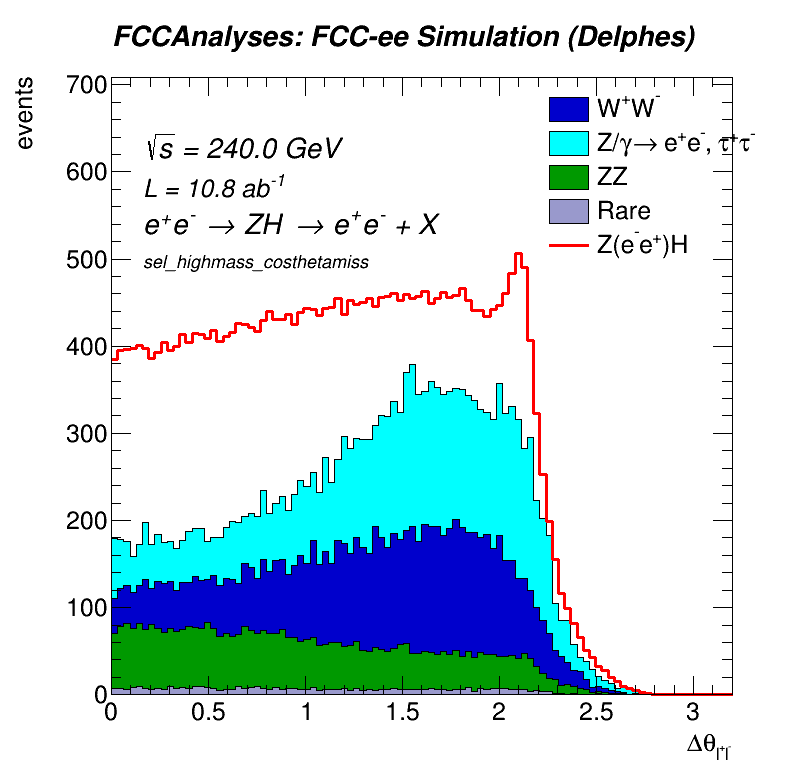 FCCAnalyses: FCC-ee Simulation (Delphes)
events
700
600
500
400
300
200
100
0
√s = 240.0 GeV
L = 10.8 ab⁻¹
e⁺e⁻ → ZH → e⁺e⁻ + X
sel_highmass_costhetamiss
W⁺W⁻
Z/γ→ e⁺e⁻, τ⁺τ⁻
ZZ
Rare
Z(e⁻e⁺)H
0 0.5 1 1.5 2 2.5 3
Δθ_l⁺l⁻